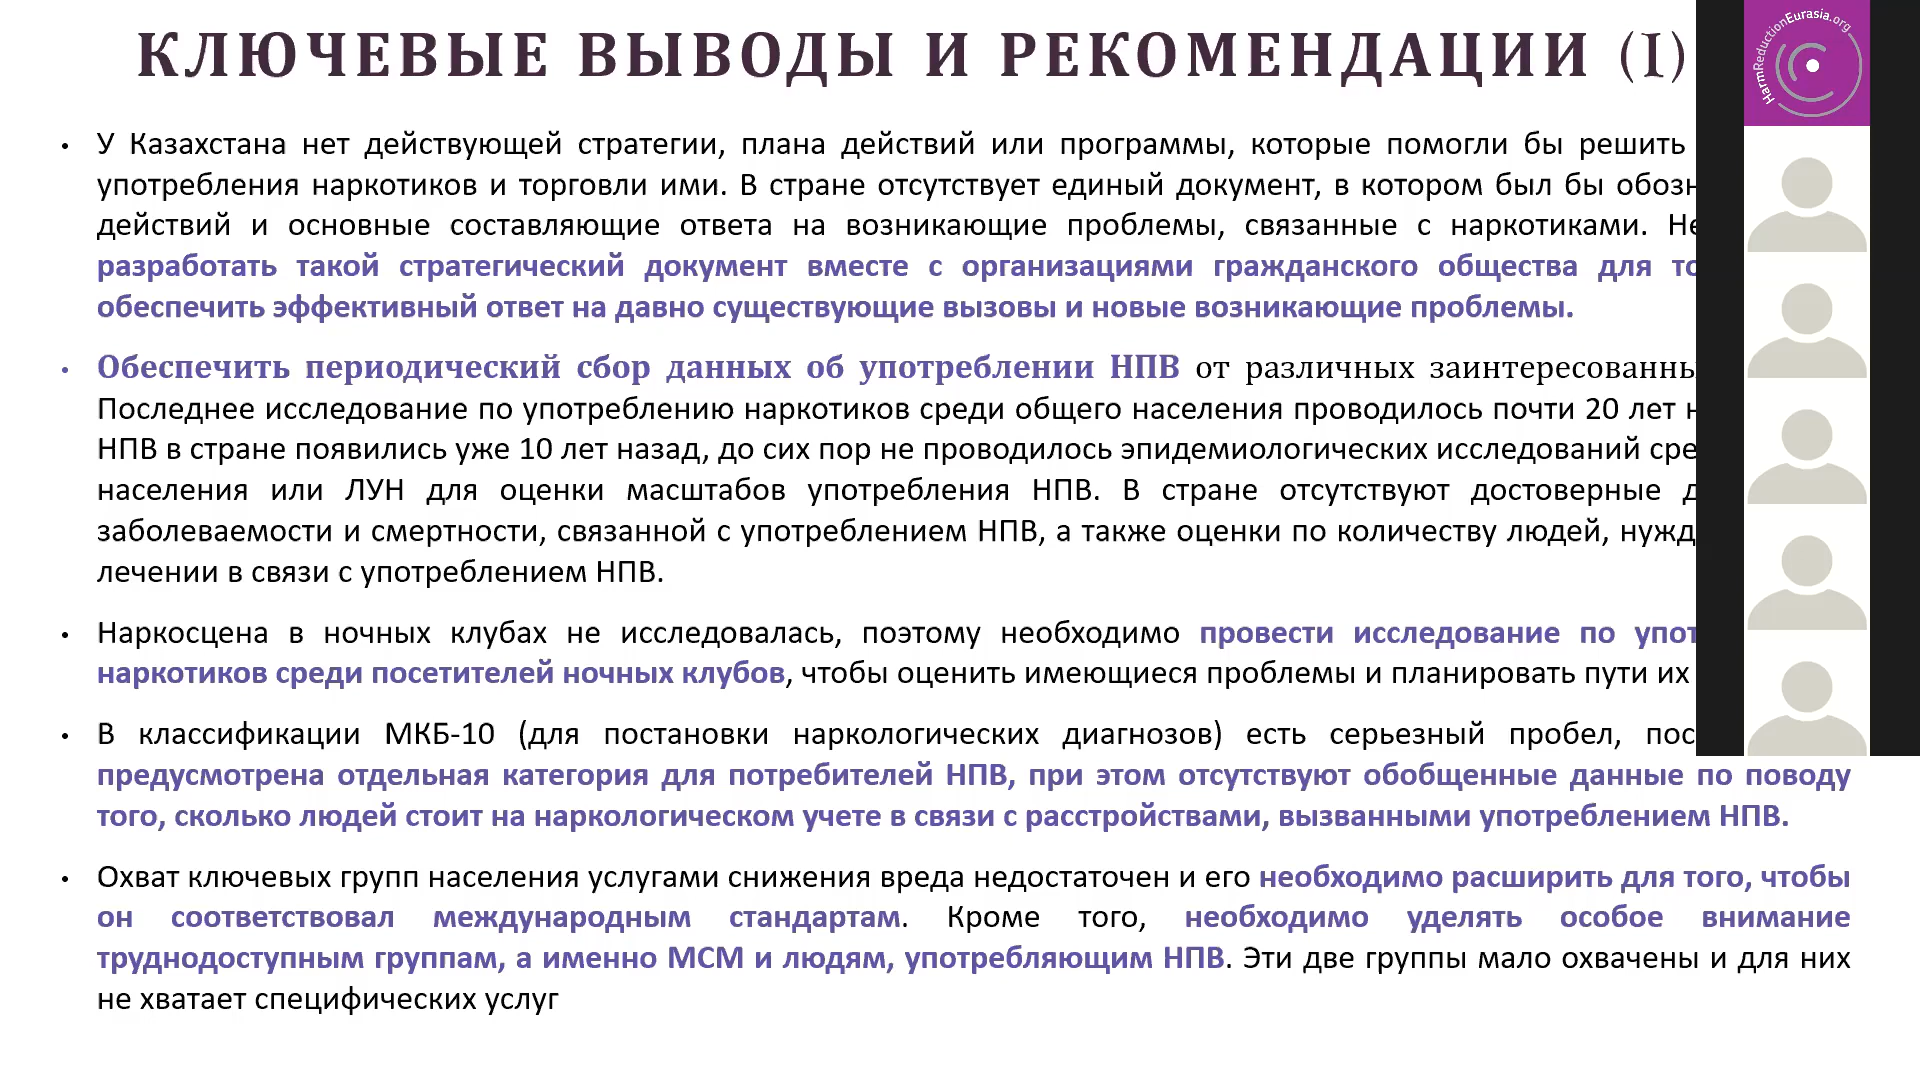 КЛЮЧЕВЫЕ ВЫВОДЫ И РЕКОМЕНДАЦИИ (I)
HarmReductionEurasia.org
• У Казахстана нет действующей стратегии, плана действий или программы, которые помогли бы решить
употребления наркотиков и торговли ими. В стране отсутствует единый документ, в котором был бы
действий и основные составляющие ответа на возникающие проблемы, связанные с наркотиками.
разработать такой стратегический документ вместе с организациями гражданского общества для
обеспечить эффективный ответ на давно существующие вызовы и новые возникающие проблемы.
• Обеспечить периодический сбор данных об употреблении НПВ от различных
Последнее исследование по употреблению наркотиков среди общего населения проводилось почти 20 лет
НПВ в стране появились уже 10 лет назад, до сих пор не проводилось эпидемиологических исследований
населения или ЛУН для оценки масштабов употребления НПВ. В стране отсутствуют достоверные
заболеваемости и смертности, связанной с употреблением НПВ, а также оценки по количеству людей,
лечении в связи с употреблением НПВ.
• Наркосцена в ночных клубах не исследовалась, поэтому необходимо провести исследование по
наркотиков среди посетителей ночных клубов, чтобы оценить имеющиеся проблемы и планировать пути их
• В классификации МКБ-10 (для постановки наркологических диагнозов) есть серьезный пробел,
предусмотрена отдельная категория для потребителей НПВ, при этом отсутствуют обобщенные данные по поводу
того, сколько людей стоит на наркологическом учете в связи с расстройствами, вызванными употреблением НПВ.
• Охват ключевых групп населения услугами снижения вреда недостаточен и его необходимо расширить для того, чтобы
он соответствовал международным стандартам. Кроме того, необходимо уделять особое внимание
труднодоступным группам, а именно МСМ и людям, употребляющим НПВ. Эти две группы мало охвачены и для них
не хватает специфических услуг